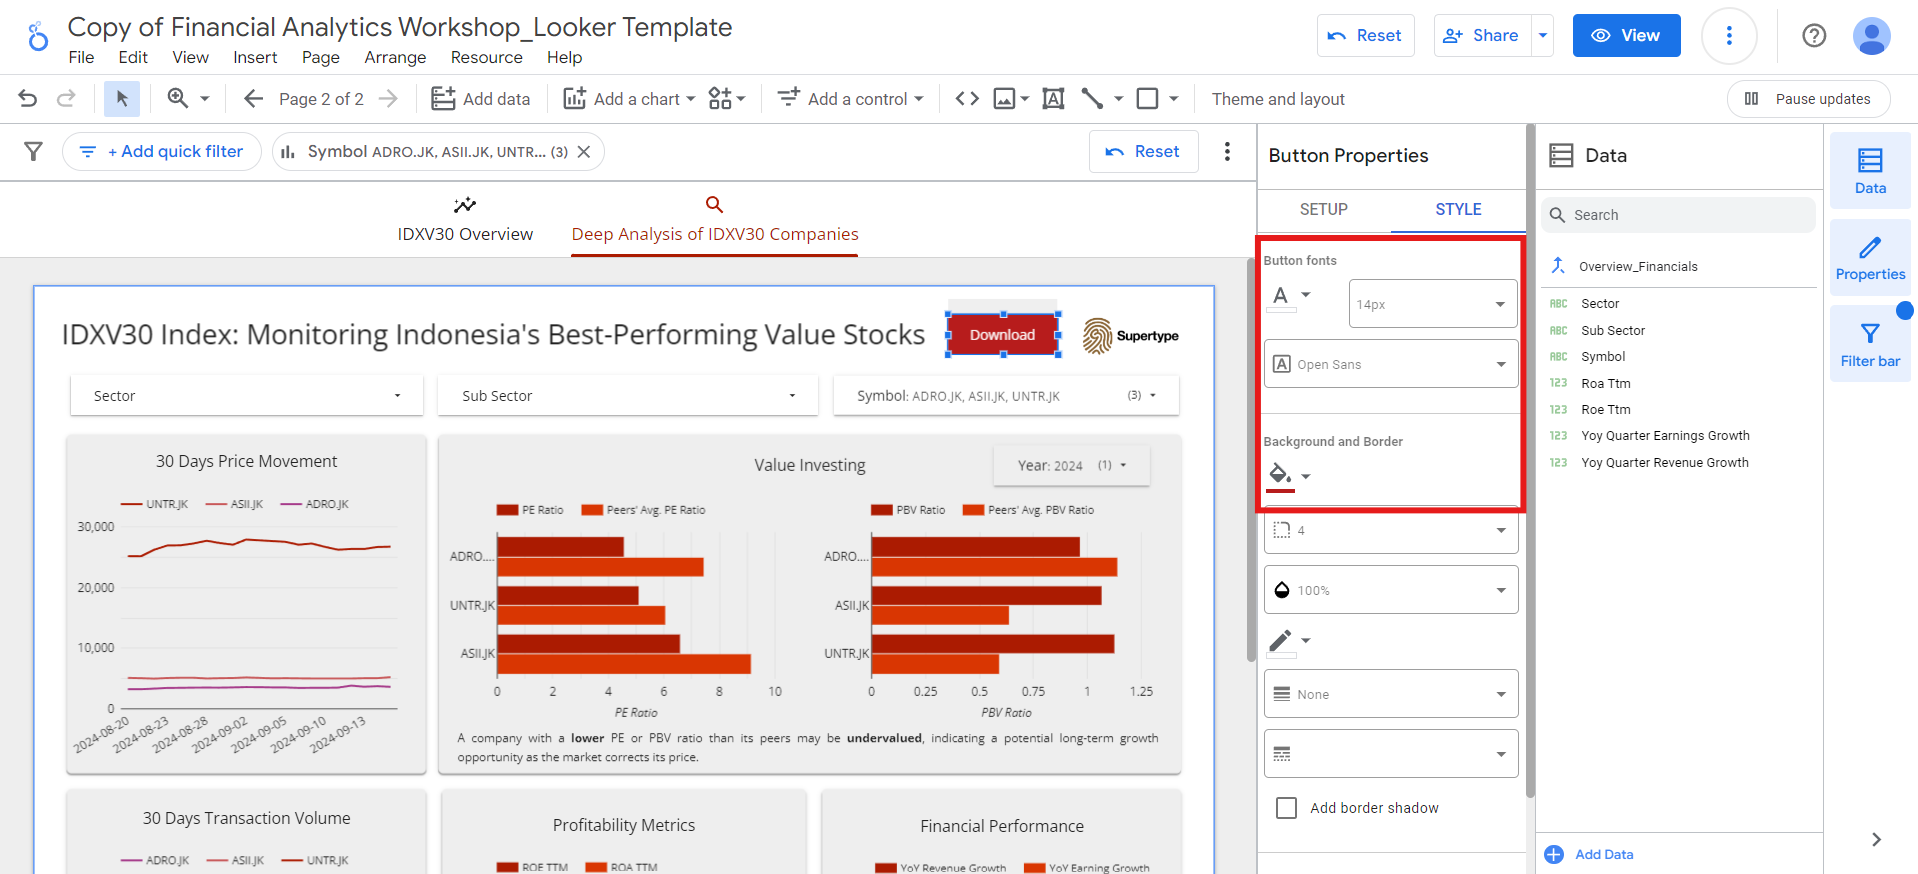 Copy of Financial Analytics Workshop_Looker Template
File Edit View Insert Page Arrange Resource Help
Reset
Share
View
Page 2 of 2
Add data
Add a chart
Add a control
Theme and layout
Pause updates
+ Add quick filter
Symbol ADRO.JK, ASII.JK, UNTR... (3)
Reset
IDXV30 Overview
Deep Analysis of IDXV30 Companies
IDXV30 Index: Monitoring Indonesia's Best-Performing Value Stocks
Download
Supertype
Sector
Sub Sector
Symbol: ADRO.JK, ASII.JK, UNTR.JK (3)
30 Days Price Movement
UNTR.JK ASII.JK ADRO.JK
30,000
20,000
10,000
0
2024-08-20 2024-08-23 2024-08-28 2024-09-02 2024-09-05 2024-09-10 2024-09-13
Value Investing
Year: 2024 (1)
PE Ratio Peers' Avg. PE Ratio
ADRO....
UNTR.JK
ASII.JK
0 2 4 6 8 10
PE Ratio
PBV Ratio Peers' Avg. PBV Ratio
ADRO....
ASII.JK
UNTR.JK
0 0.25 0.5 0.75 1 1.25
PBV Ratio
A company with a lower PE or PBV ratio than its peers may be undervalued, indicating a potential long-term growth
opportunity as the market corrects its price.
30 Days Transaction Volume
ADRO.JK ASII.JK UNTR.JK
Profitability Metrics
ROE TTM ROA TTM
Financial Performance
YoY Revenue Growth YoY Earning Growth
Button Properties
SETUP STYLE
Button fonts
A
14px
A Open Sans
Background and Border
4
100%
None
Add border shadow
Data
Search
Overview_Financials
ABC Sector
ABC Sub Sector
ABC Symbol
123 Roa Ttm
123 Roe Ttm
123 Yoy Quarter Earnings Growth
123 Yoy Quarter Revenue Growth
Add Data
Data
Properties
Filter bar